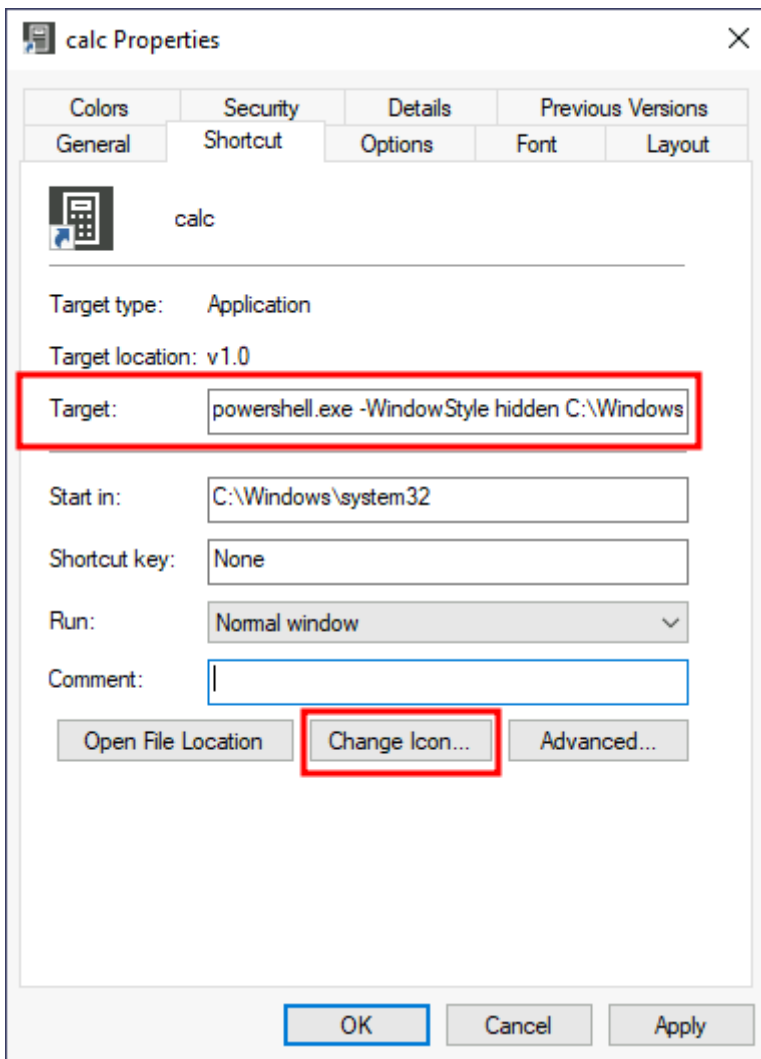 calc Properties
Colors Security Details Previous Versions
General Shortcut Options Font Layout
calc
Target type: Application
Target location: v1.0
Target: powershell.exe -WindowStyle hidden C:\Windows
Start in: C:\Windows\system32
Shortcut key: None
Run: Normal window
Comment:
Open File Location Change Icon... Advanced...
OK Cancel Apply